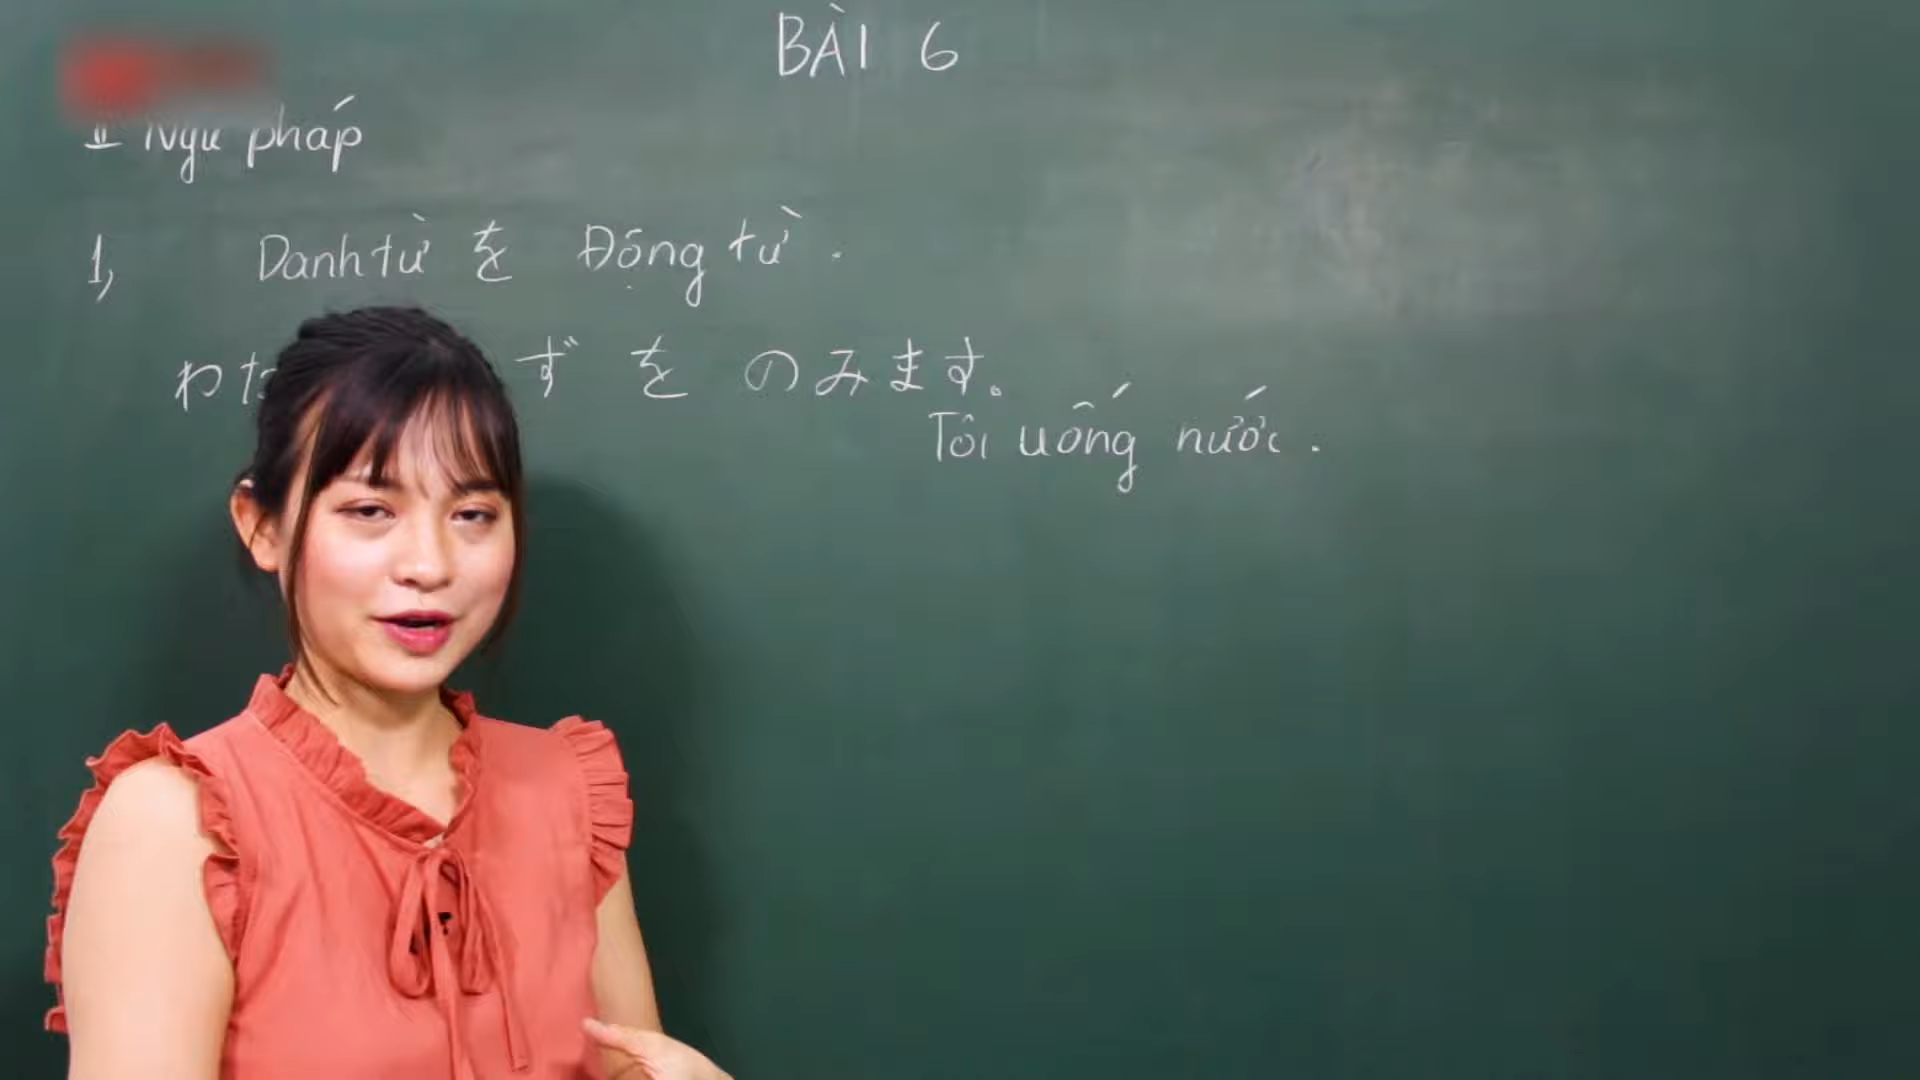 BÀI 6
II Ngữ pháp
1, Danh từ を Động từ.
わた ず を のみます。
Tôi uống nước.